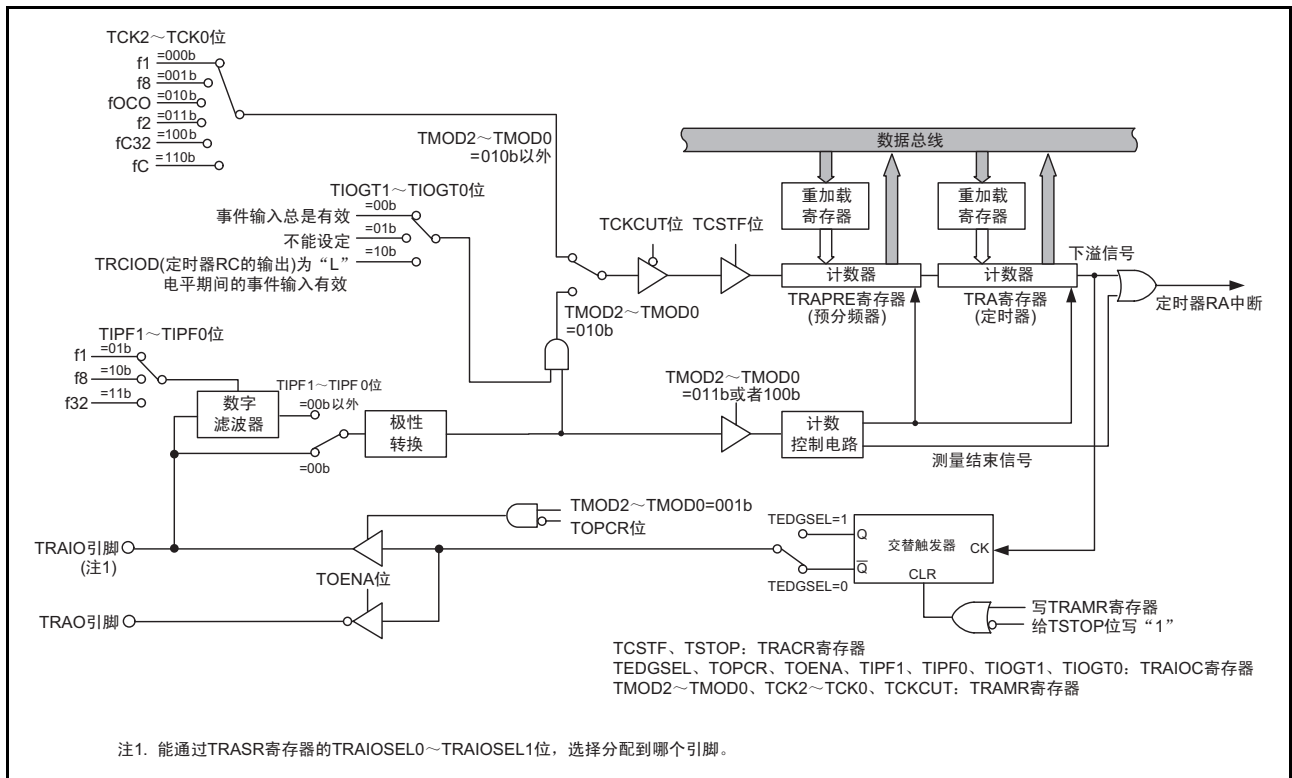 TCK2～TCK0位
f1 =000b
f8 =001b
fOCO =010b
f2 =011b
fC32 =100b
fC =110b
TMOD2～TMOD0
=010b以外
数据总线
TIOGT1～TIOGT0位
=00b
事件输入总是有效
=01b
不能设定
=10b
TRCIOD(定时器RC的输出)为“L”
电平期间的事件输入有效
TCKCUT位
TCSTF位
重加载
寄存器
重加载
寄存器
计数器
计数器
TRAPRE寄存器
(预分频器)
TRA寄存器
(定时器)
下溢信号
定时器RA中断
TMOD2～TMOD0
=010b
TIPF1～TIPF0位
f1 =01b
f8 =10b
f32 =11b
数字
滤波器
TIPF1～TIPF0位
=00b以外
=00b
极性
转换
TMOD2～TMOD0
=011b或者100b
计数
控制电路
测量结束信号
TMOD2～TMOD0=001b
TOPCR位
TRAIO引脚
(注1)
TOENA位
TRAO引脚
TEDGSEL=1
TEDGSEL=0
Q
Q̅
交替触发器
CK
CLR
写TRAMR寄存器
给TSTOP位写“1”
TCSTF、TSTOP：TRACR寄存器
TEDGSEL、TOPCR、TOENA、TIPF1、TIPF0、TIOGT1、TIOGT0：TRAIOC寄存器
TMOD2～TMOD0、TCK2～TCK0、TCKCUT：TRAMR寄存器
注1. 能通过TRASR寄存器的TRAIOSEL0～TRAIOSEL1位，选择分配到哪个引脚。